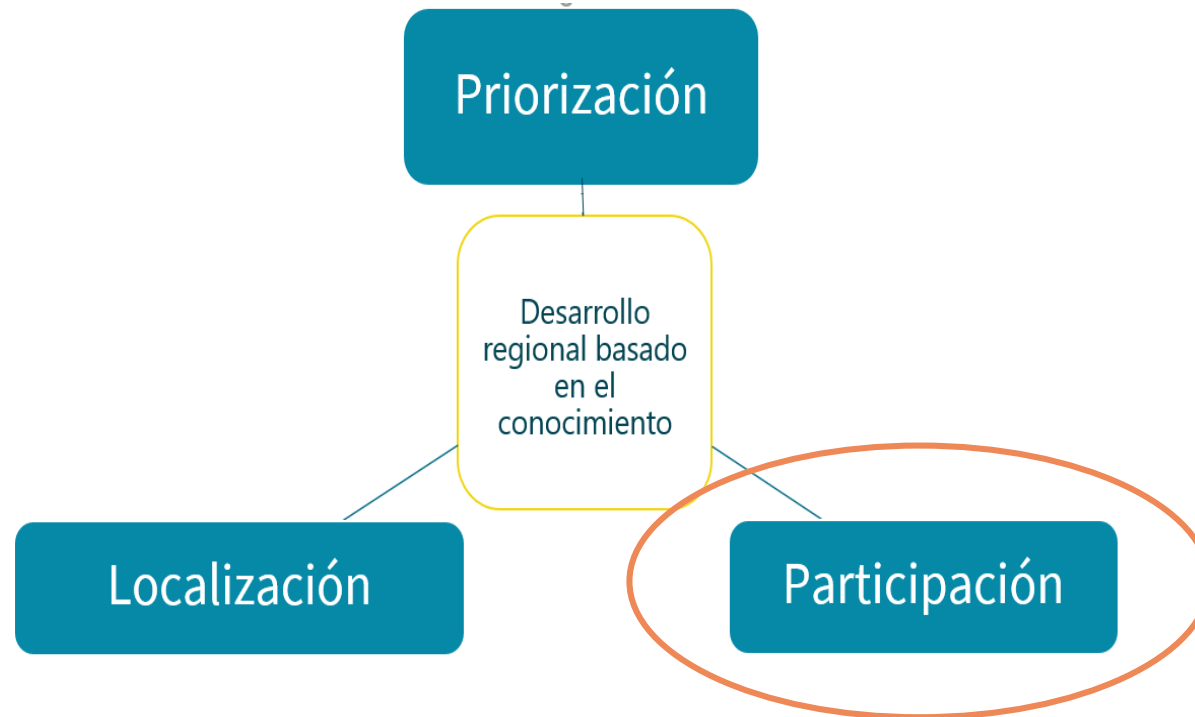 Priorización
Desarrollo
regional basado
en el
conocimiento
Localización
Participación